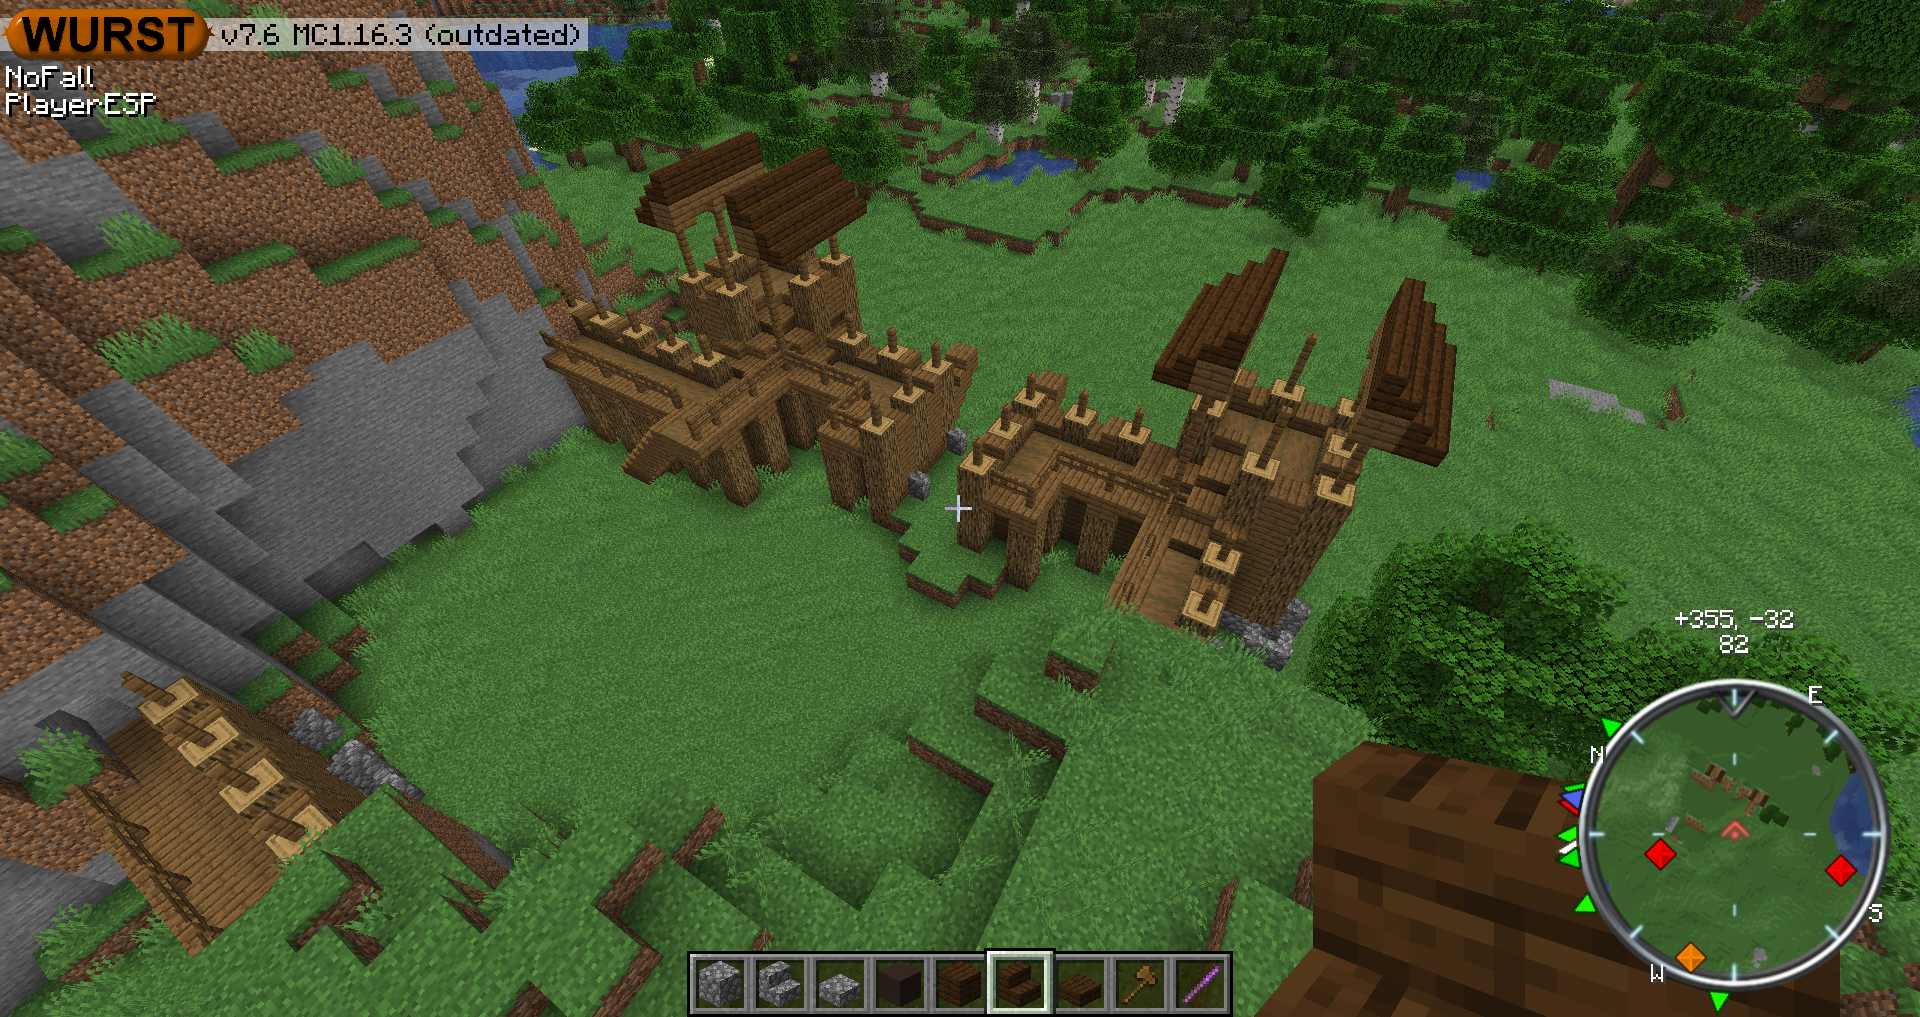 WURST v7.6 MC1.16.3 (outdated)
NoFall
PlayerESP
+355, -32
82
E
N
S
W